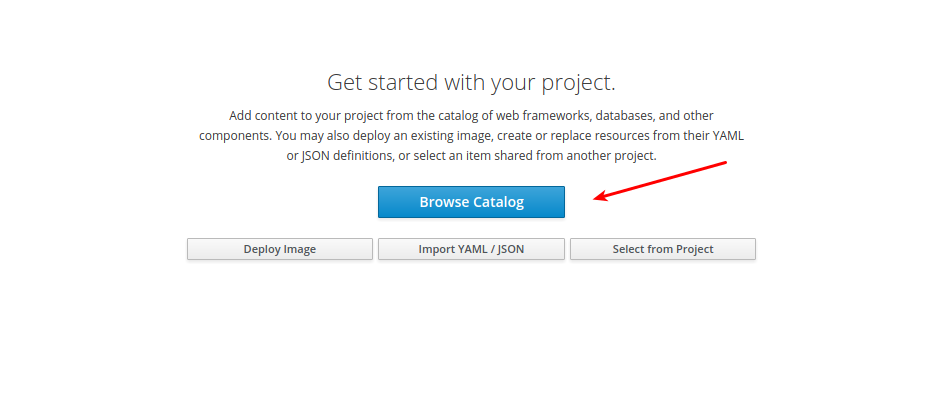 Get started with your project.
Add content to your project from the catalog of web frameworks, databases, and other
components. You may also deploy an existing image, create or replace resources from their YAML
or JSON definitions, or select an item shared from another project.
Browse Catalog
Deploy Image
Import YAML / JSON
Select from Project